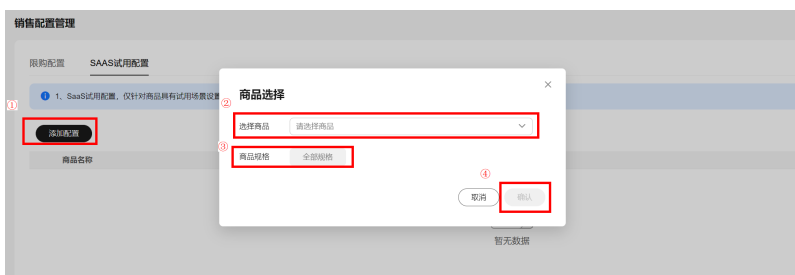 销售配置管理
限购配置 SAAS试用配置
1、SaaS试用配置，仅针对商品具有试用场景设置
①
添加配置
商品名称
商品选择
②
选择商品 请选择商品
③
商品规格 全部规格
④
取消 确认
暂无数据